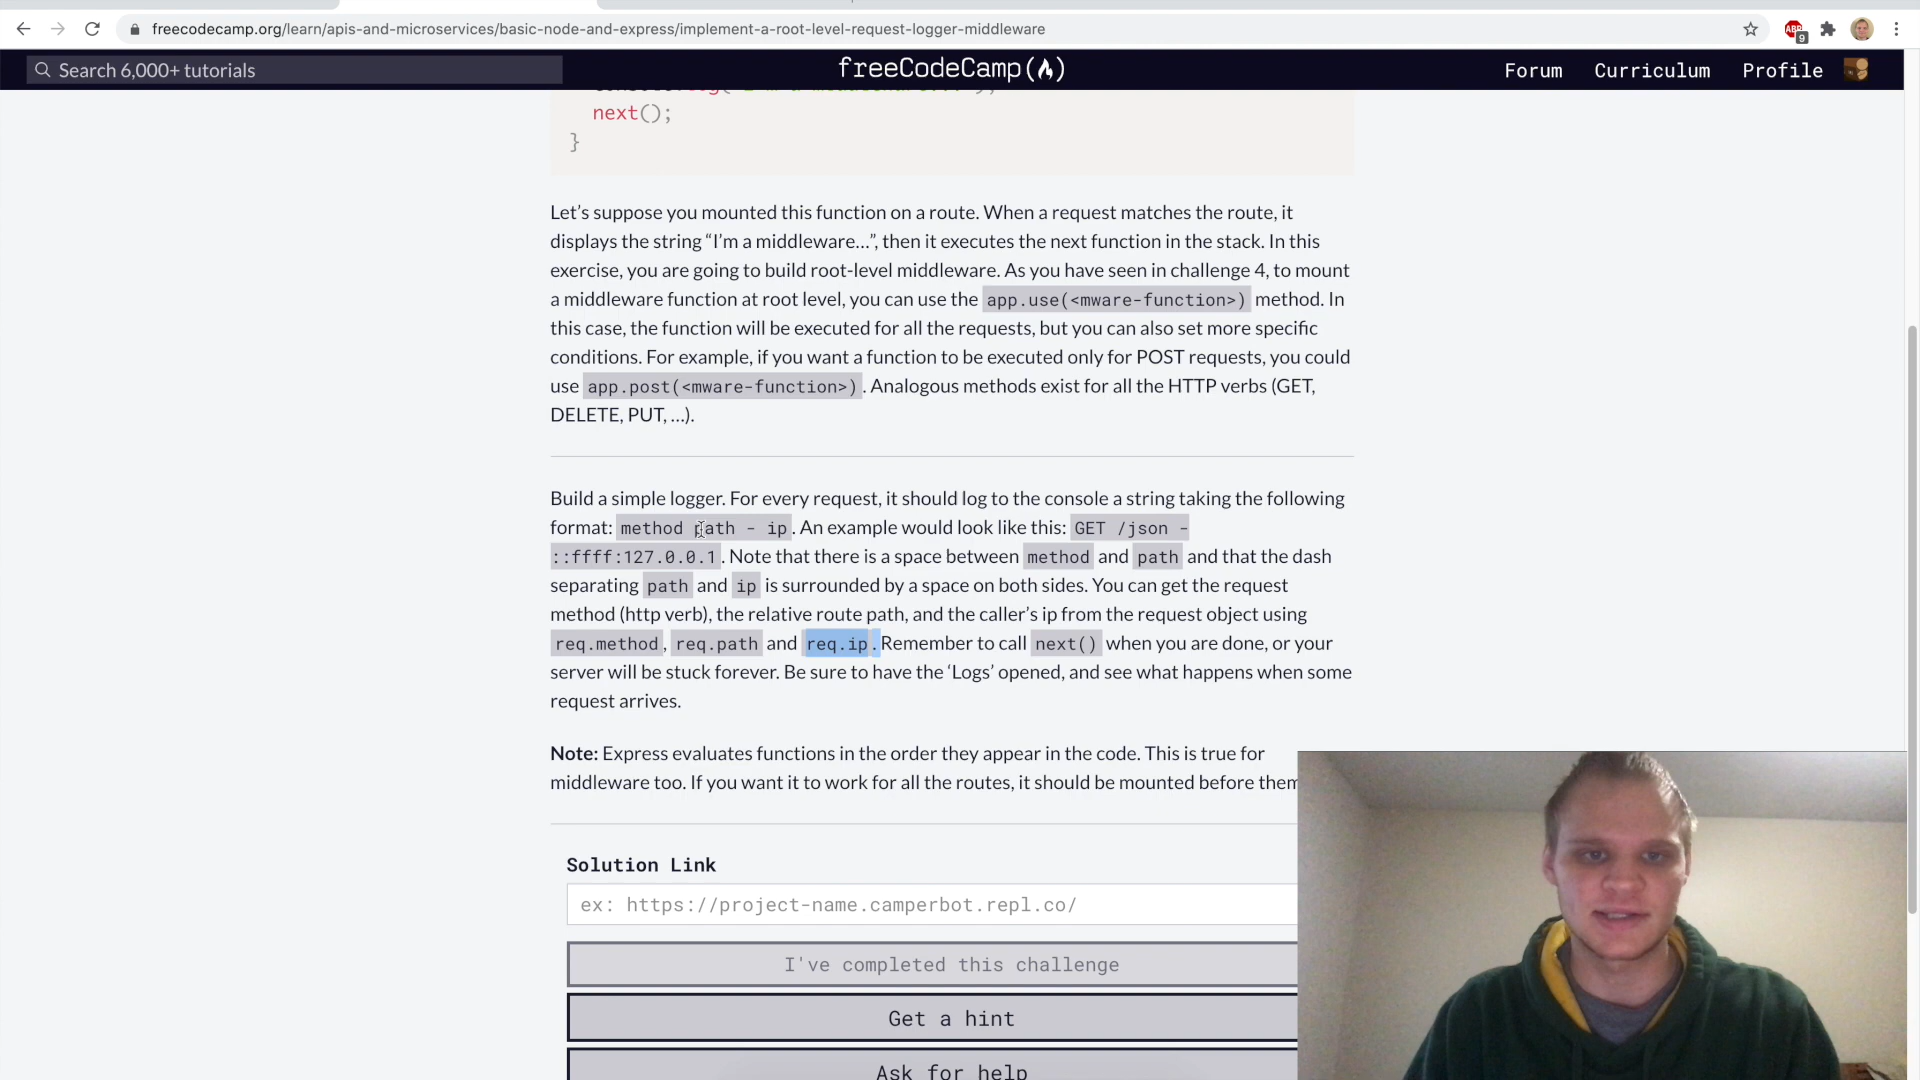 freecodecamp.org/learn/apis-and-microservices/basic-node-and-express/implement-a-root-level-request-logger-middleware
ABP
9
Search 6,000+ tutorials
freeCodeCamp
Forum
Curriculum
Profile
next();
}
Let’s suppose you mounted this function on a route. When a request matches the route, it
displays the string “I’m a middleware…”, then it executes the next function in the stack. In this
exercise, you are going to build root-level middleware. As you have seen in challenge 4, to mount
a middleware function at root level, you can use the app.use(<mware-function>) method. In
this case, the function will be executed for all the requests, but you can also set more specific
conditions. For example, if you want a function to be executed only for POST requests, you could
use app.post(<mware-function>). Analogous methods exist for all the HTTP verbs (GET,
DELETE, PUT, …).
Build a simple logger. For every request, it should log to the console a string taking the following
format: method path - ip. An example would look like this: GET /json -
::ffff:127.0.0.1. Note that there is a space between method and path and that the dash
separating path and ip is surrounded by a space on both sides. You can get the request
method (http verb), the relative route path, and the caller’s ip from the request object using
req.method, req.path and req.ip. Remember to call next() when you are done, or your
server will be stuck forever. Be sure to have the ‘Logs’ opened, and see what happens when some
request arrives.
Note: Express evaluates functions in the order they appear in the code. This is true for
middleware too. If you want it to work for all the routes, it should be mounted before them
Solution Link
ex: https://project-name.camperbot.repl.co/
I've completed this challenge
Get a hint
Ask for help